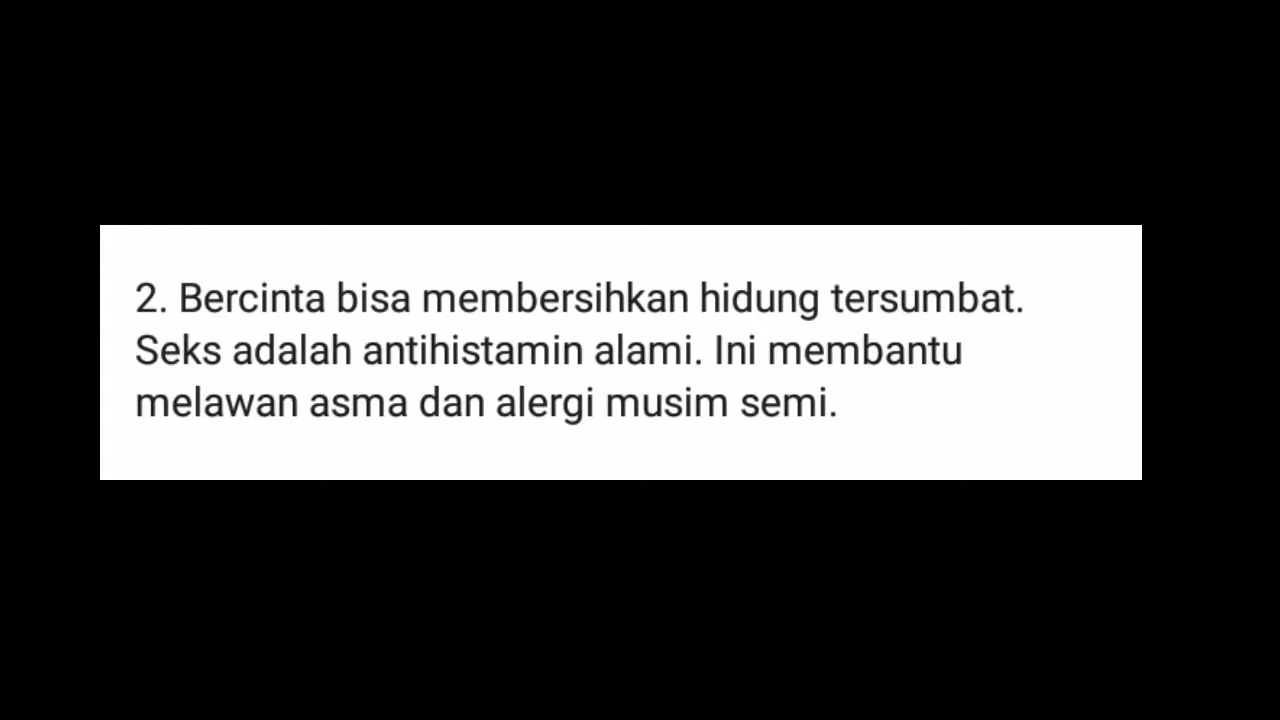 2. Bercinta bisa membersihkan hidung tersumbat.
Seks adalah antihistamin alami. Ini membantu
melawan asma dan alergi musim semi.